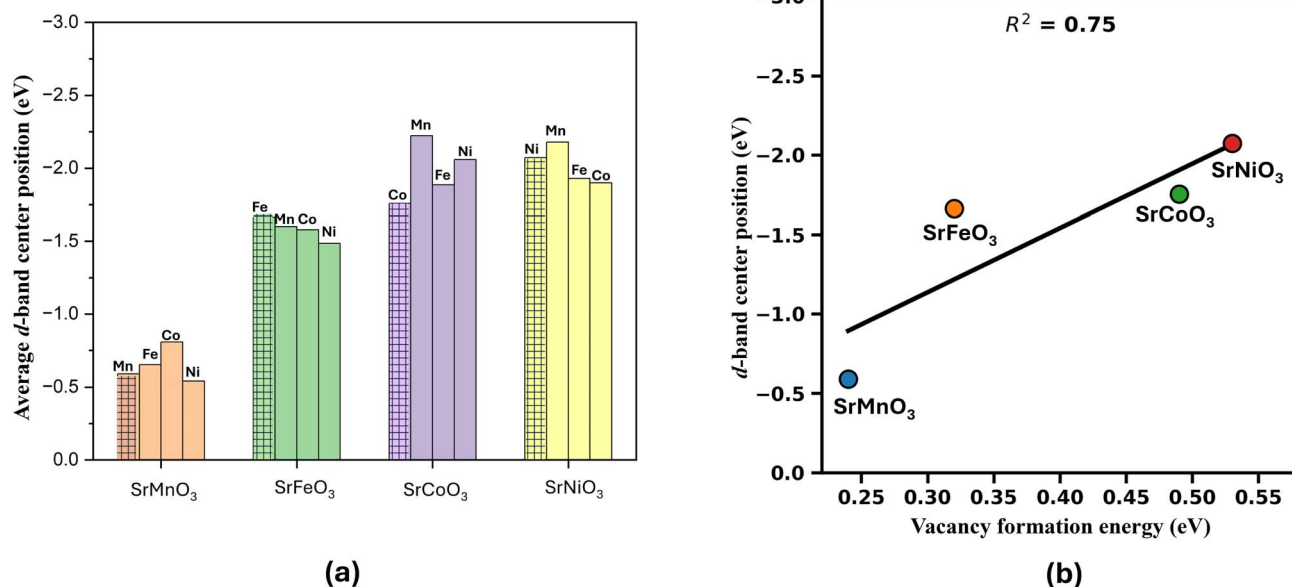 −3.0
−2.5
−2.0
−1.5
−1.0
−0.5
0.0
Average d-band center position (eV)
Mn
Fe
Co
Ni
Fe
Mn
Co
Ni
Co
Mn
Fe
Ni
Ni
Mn
Fe
Co
SrMnO₃
SrFeO₃
SrCoO₃
SrNiO₃
(a)
−3.0
−2.5
−2.0
−1.5
−1.0
−0.5
0.0
d-band center position (eV)
R² = 0.75
SrNiO₃
SrCoO₃
SrFeO₃
SrMnO₃
0.25 0.30 0.35 0.40 0.45 0.50 0.55
Vacancy formation energy (eV)
(b)